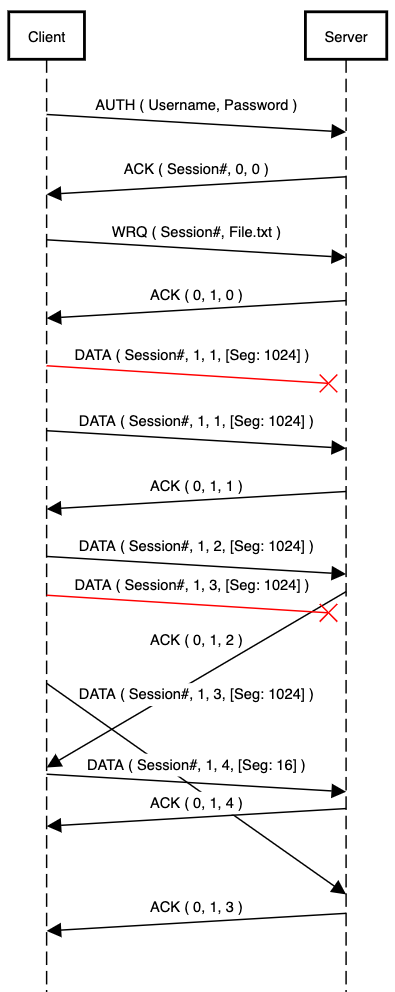 Client
Server
AUTH ( Username, Password )
ACK ( Session#, 0, 0 )
WRQ ( Session#, File.txt )
ACK ( 0, 1, 0 )
DATA ( Session#, 1, 1, [Seg: 1024] )
DATA ( Session#, 1, 1, [Seg: 1024] )
ACK ( 0, 1, 1 )
DATA ( Session#, 1, 2, [Seg: 1024] )
DATA ( Session#, 1, 3, [Seg: 1024] )
ACK ( 0, 1, 2 )
DATA ( Session#, 1, 3, [Seg: 1024] )
DATA ( Session#, 1, 4, [Seg: 16] )
ACK ( 0, 1, 4 )
ACK ( 0, 1, 3 )